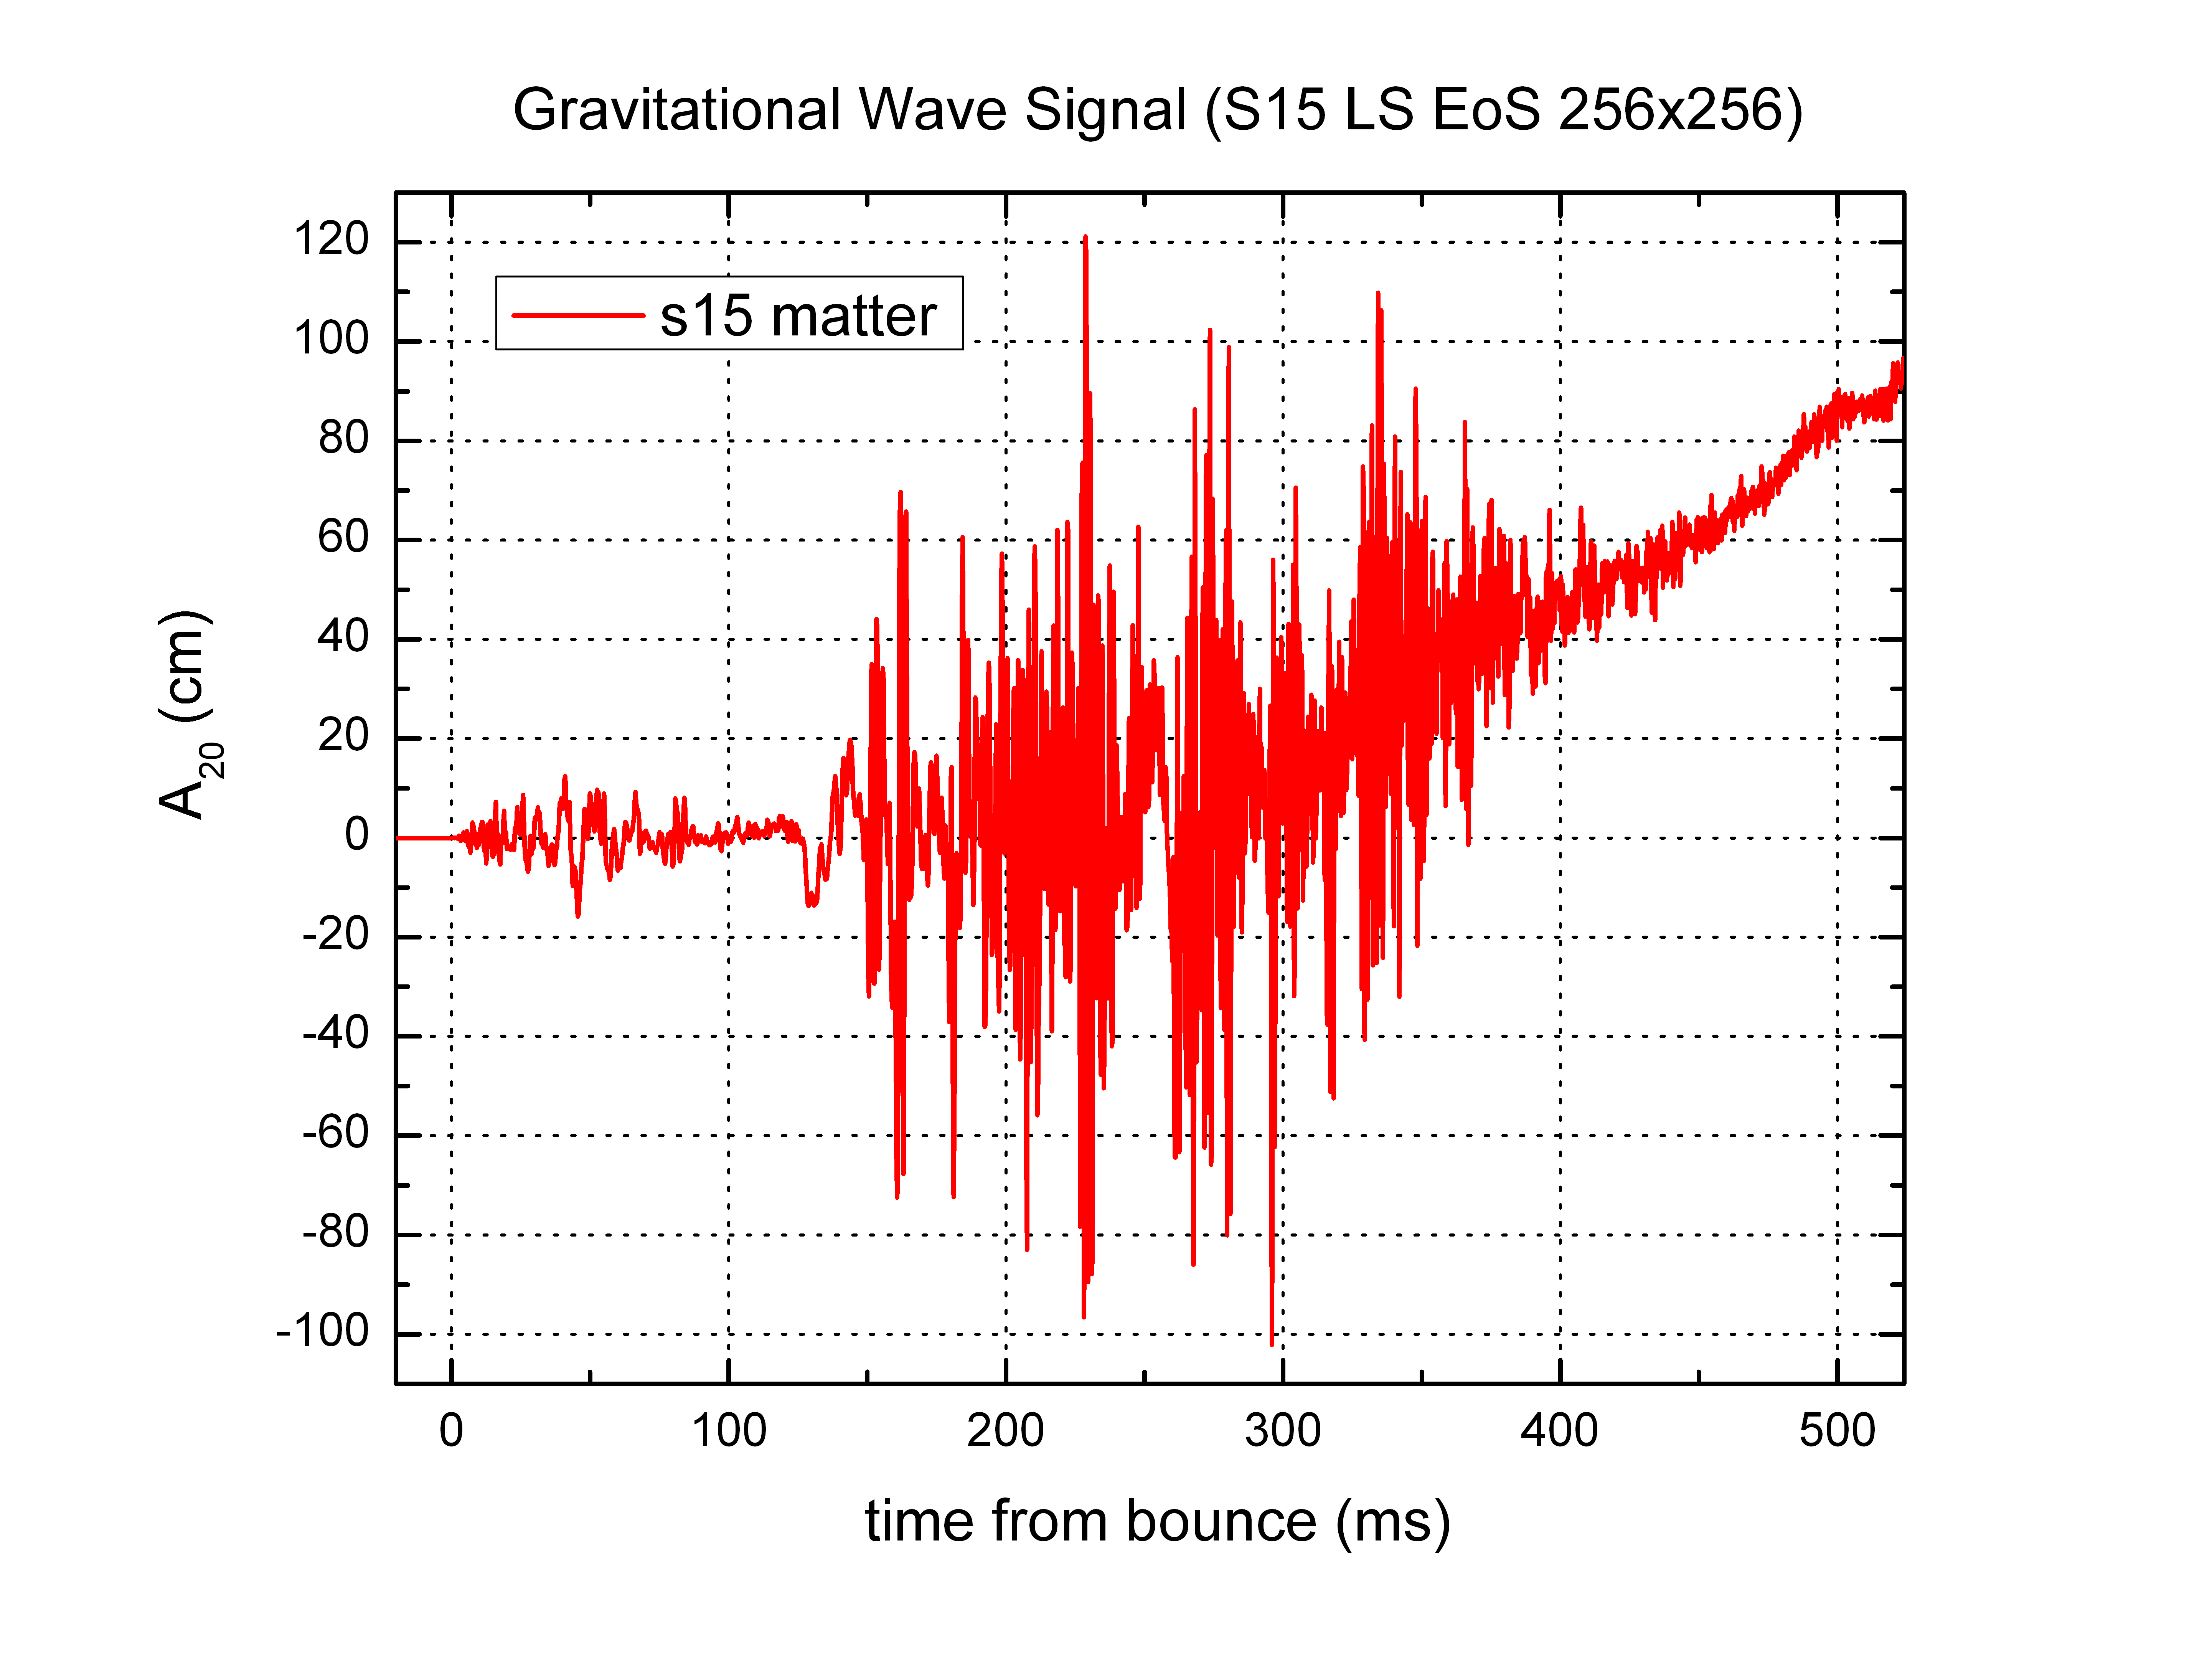 Gravitational Wave Signal (S15 LS EoS 256x256)
s15 matter
120
100
80
60
40
20
0
-20
-40
-60
-80
-100
A20 (cm)
0 100 200 300 400 500
time from bounce (ms)